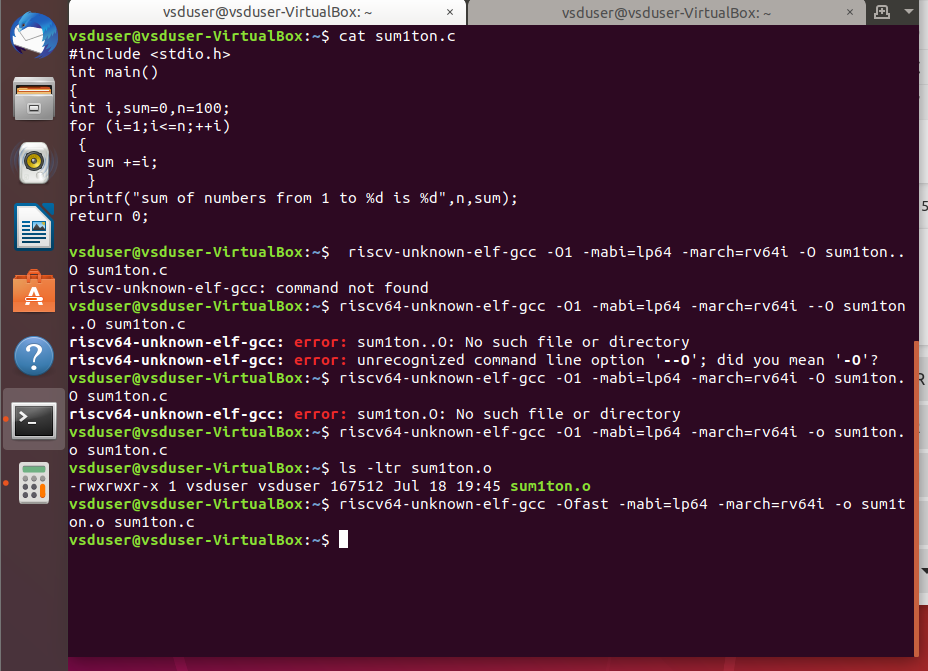 vsduser@vsduser-VirtualBox: ~ ×
vsduser@vsduser-VirtualBox: ~ ×
vsduser@vsduser-VirtualBox:~$ cat sum1ton.c
#include <stdio.h>
int main()
{
int i,sum=0,n=100;
for (i=1;i<=n;++i)
 {
  sum +=i;
  }
printf("sum of numbers from 1 to %d is %d",n,sum);
return 0;
vsduser@vsduser-VirtualBox:~$  riscv-unknown-elf-gcc -O1 -mabi=lp64 -march=rv64i -O sum1ton..
O sum1ton.c
riscv-unknown-elf-gcc: command not found
vsduser@vsduser-VirtualBox:~$ riscv64-unknown-elf-gcc -O1 -mabi=lp64 -march=rv64i --O sum1ton
..O sum1ton.c
riscv64-unknown-elf-gcc: error: sum1ton..O: No such file or directory
riscv64-unknown-elf-gcc: error: unrecognized command line option '--O'; did you mean '-O'?
vsduser@vsduser-VirtualBox:~$ riscv64-unknown-elf-gcc -O1 -mabi=lp64 -march=rv64i -O sum1ton.
O sum1ton.c
riscv64-unknown-elf-gcc: error: sum1ton.O: No such file or directory
vsduser@vsduser-VirtualBox:~$ riscv64-unknown-elf-gcc -O1 -mabi=lp64 -march=rv64i -o sum1ton.
o sum1ton.c
vsduser@vsduser-VirtualBox:~$ ls -ltr sum1ton.o
-rwxrwxr-x 1 vsduser vsduser 167512 Jul 18 19:45 sum1ton.o
vsduser@vsduser-VirtualBox:~$ riscv64-unknown-elf-gcc -Ofast -mabi=lp64 -march=rv64i -o sum1t
on.o sum1ton.c
vsduser@vsduser-VirtualBox:~$